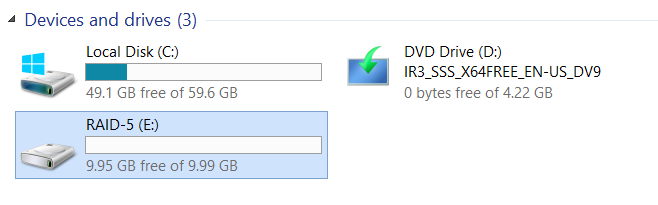 Devices and drives (3)
Local Disk (C:)
49.1 GB free of 59.6 GB
DVD Drive (D:)
IR3_SSS_X64FREE_EN-US_DV9
0 bytes free of 4.22 GB
RAID-5 (E:)
9.95 GB free of 9.99 GB